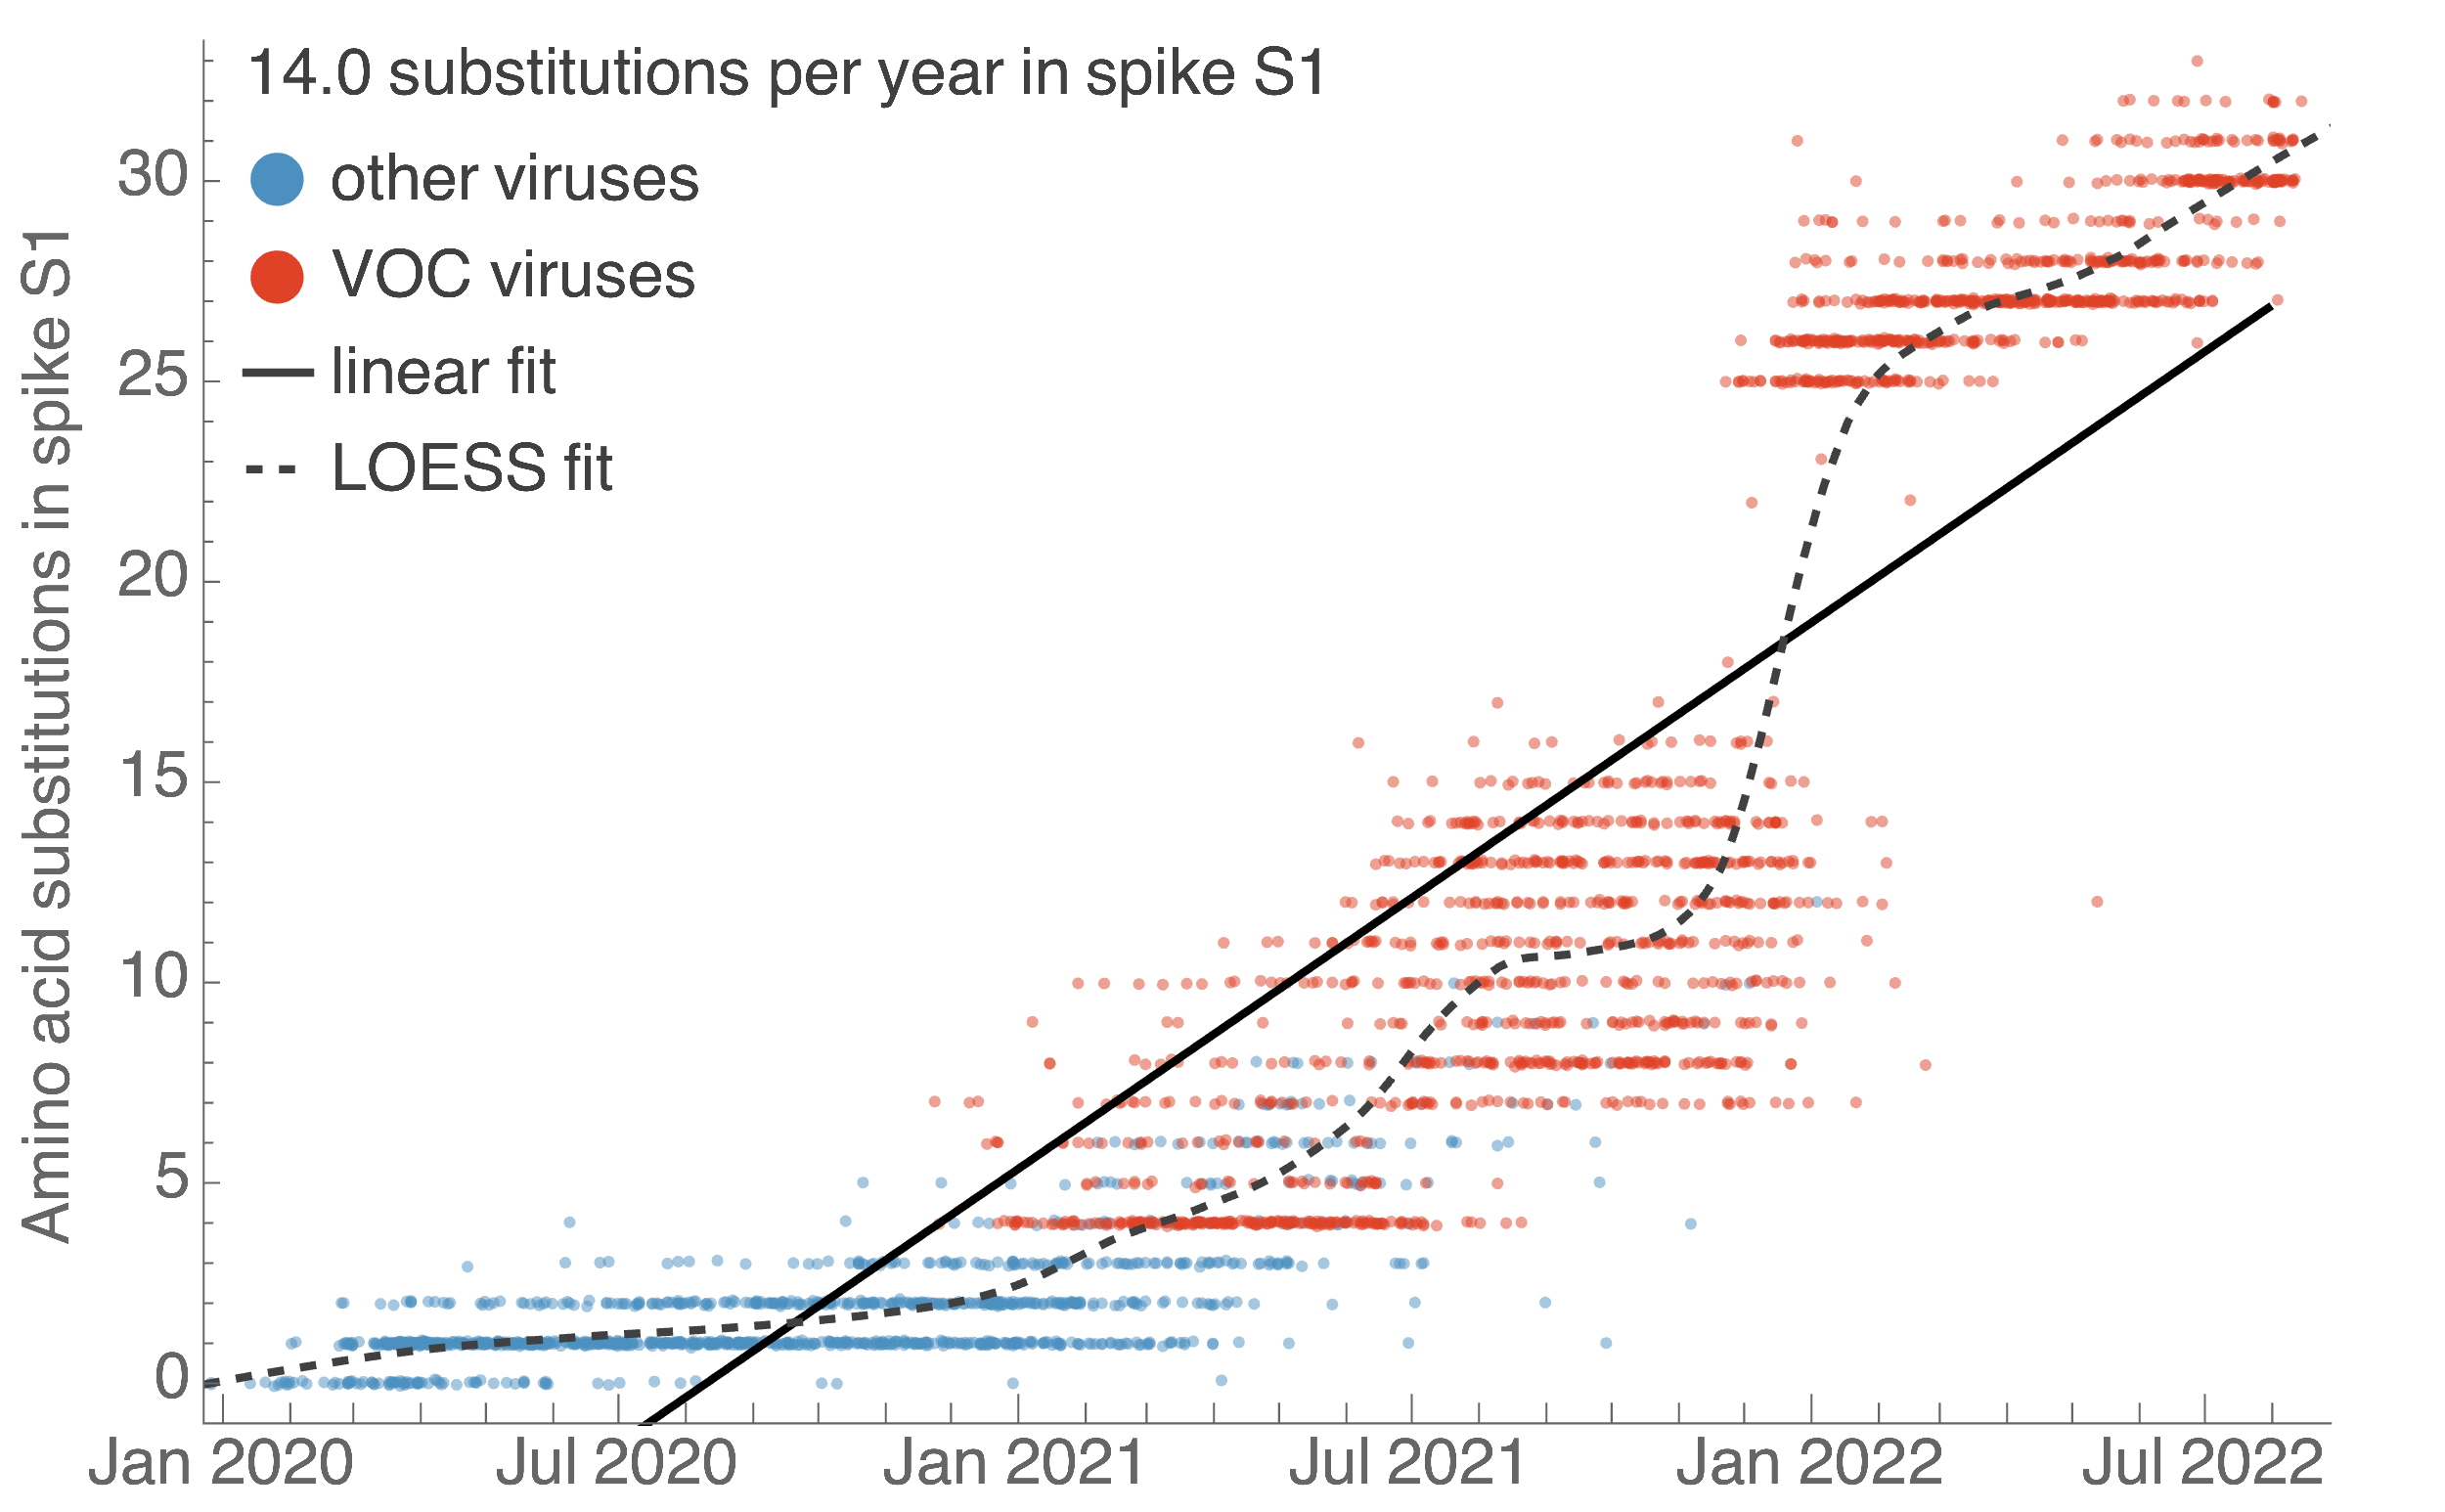 14.0 substitutions per year in spike S1
other viruses
VOC viruses
linear fit
LOESS fit
Amino acid substitutions in spike S1
30
25
20
15
10
5
0
Jan 2020 Jul 2020 Jan 2021 Jul 2021 Jan 2022 Jul 2022